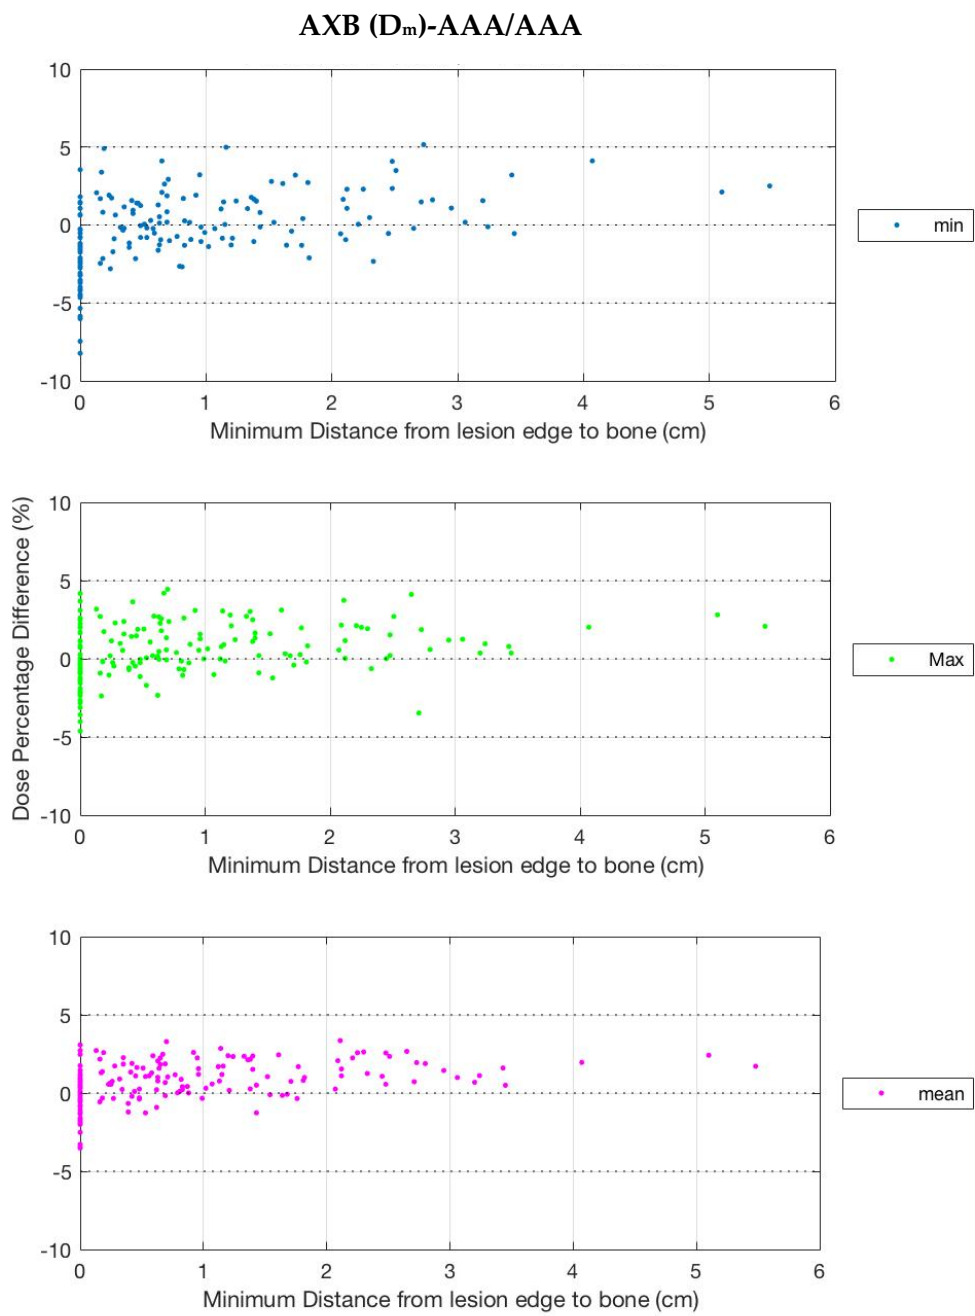 AXB (Dm)-AAA/AAA
10
5
0
-5
-10
0 1 2 3 4 5 6
Minimum Distance from lesion edge to bone (cm)
min
Dose Percentage Difference (%)
10
5
0
-5
-10
0 1 2 3 4 5 6
Minimum Distance from lesion edge to bone (cm)
Max
10
5
0
-5
-10
0 1 2 3 4 5 6
Minimum Distance from lesion edge to bone (cm)
mean